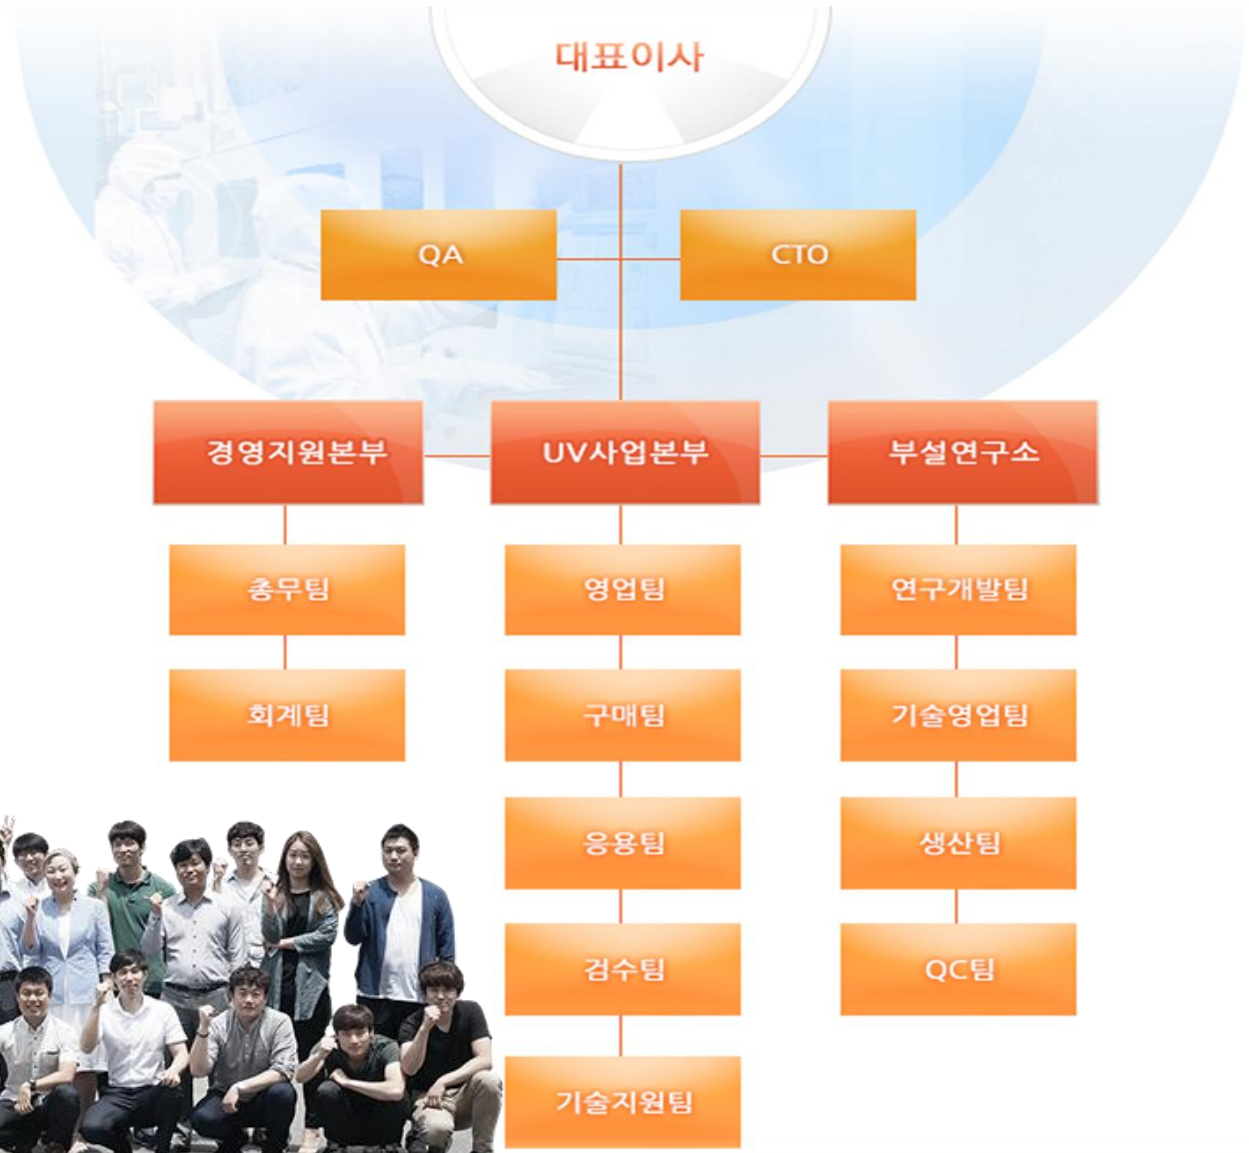 대표이사
QA
CTO
경영지원본부
UV사업본부
부설연구소
총무팀
영업팀
연구개발팀
회계팀
구매팀
기술영업팀
응용팀
생산팀
검수팀
QC팀
기술지원팀